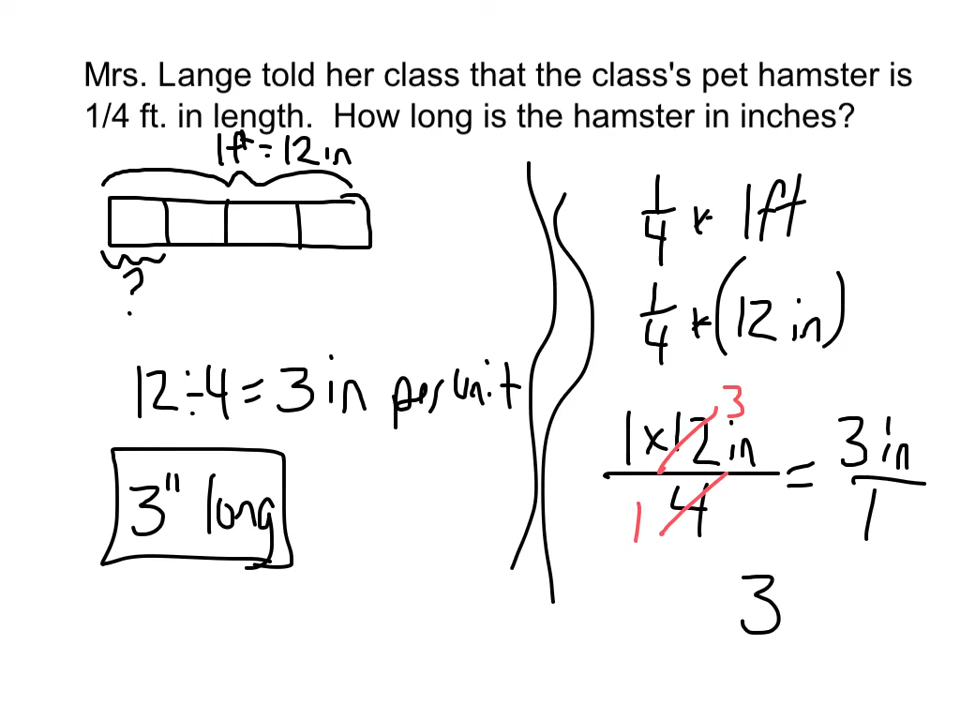 Mrs. Lange told her class that the class's pet hamster is
1/4 ft. in length.  How long is the hamster in inches?
1ft = 12 in
?
12 ÷ 4 = 3 in per unit
3" long
1/4 * 1ft
1/4 * (12 in)
3
1 x 12 in / 4 = 3 in / 1
1
3